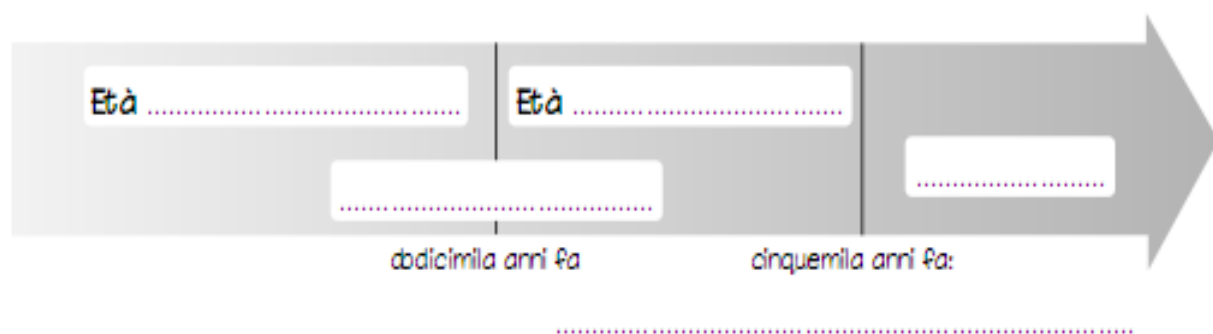 Età ........................................... Età .....................................
..........................
...........................................
dodicimila anni fa cinquemila anni fa:
.............................................................................